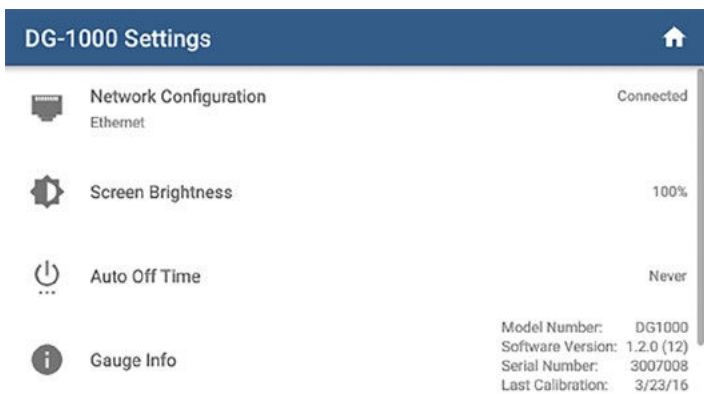 DG-1000 Settings
Network Configuration Connected
Ethernet
Screen Brightness 100%
Auto Off Time Never
Model Number: DG1000
Software Version: 1.2.0 (12)
Gauge Info
Serial Number: 3007008
Last Calibration: 3/23/16